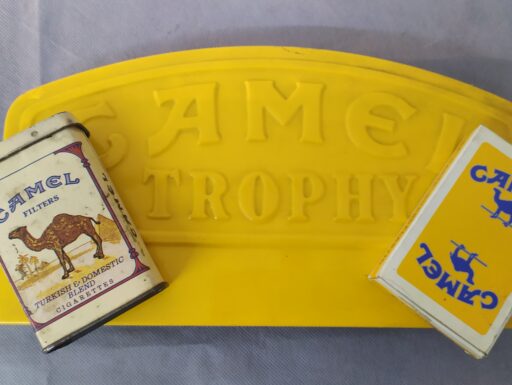 CAMEL
TROPHY
CAMEL
FILTERS
TURKISH & DOMESTIC
BLEND
CIGARETTES
CAMEL
CAMEL